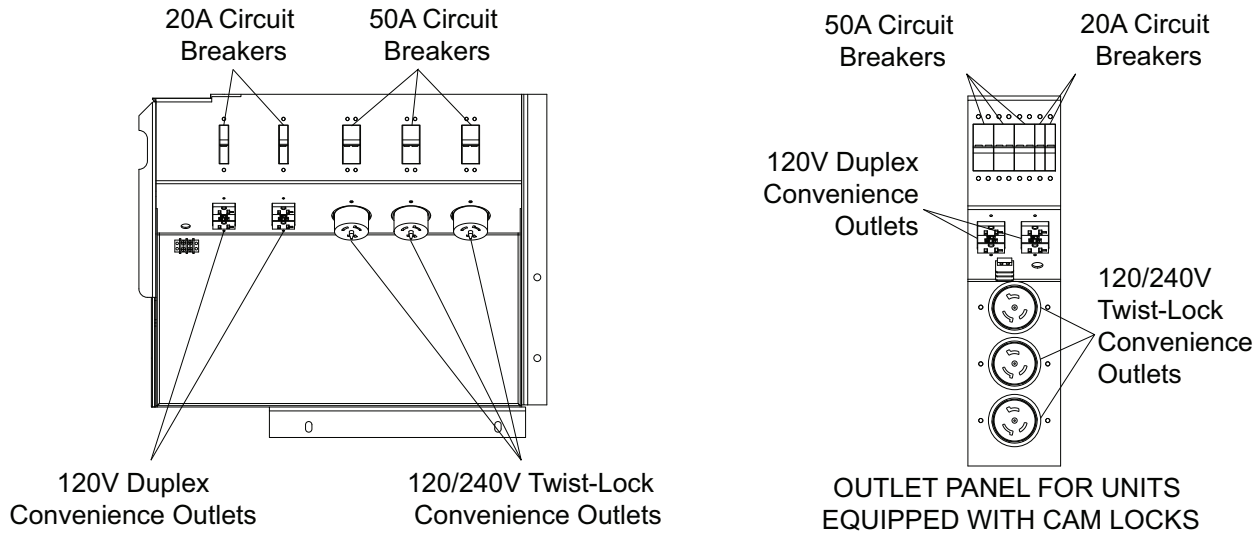 20A Circuit
Breakers
50A Circuit
Breakers
120V Duplex
Convenience Outlets
120/240V Twist-Lock
Convenience Outlets
50A Circuit
Breakers
20A Circuit
Breakers
120V Duplex
Convenience
Outlets
120/240V
Twist-Lock
Convenience
Outlets
OUTLET PANEL FOR UNITS
EQUIPPED WITH CAM LOCKS